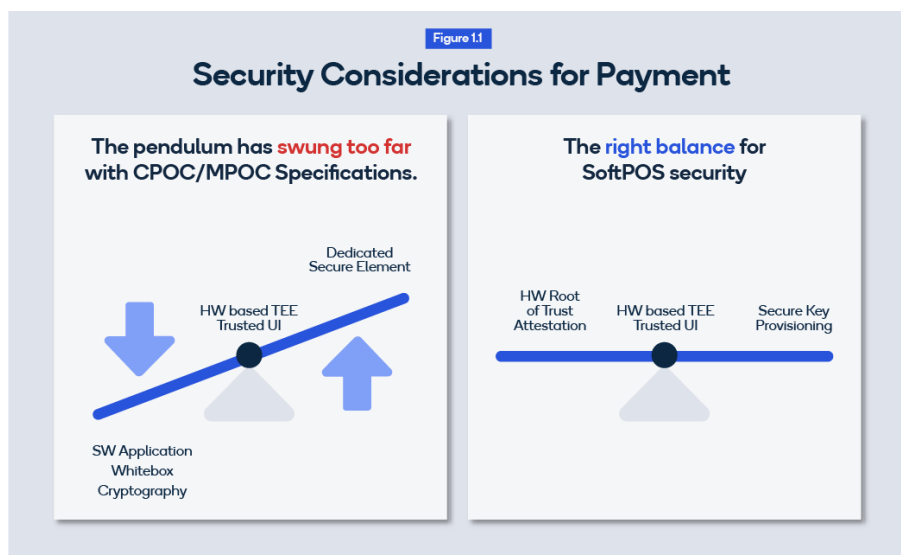 Figure 1.1
Security Considerations for Payment
The pendulum has swung too far
with CPOC/MPOC Specifications.
Dedicated
Secure Element
HW based TEE
Trusted UI
SW Application
Whitebox
Cryptography
The right balance for
SoftPOS security
HW Root
of Trust
Attestation
HW based TEE
Trusted UI
Secure Key
Provisioning